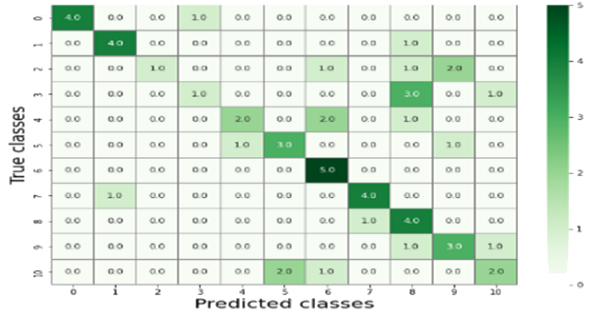 0 4.0 0.0 0.0 1.0 0.0 0.0 0.0 0.0 0.0 0.0 0.0
1 0.0 4.0 0.0 0.0 0.0 0.0 0.0 0.0 1.0 0.0 0.0
2 0.0 0.0 1.0 0.0 0.0 0.0 1.0 0.0 1.0 2.0 0.0
3 0.0 0.0 0.0 1.0 0.0 0.0 0.0 0.0 3.0 0.0 1.0
4 0.0 0.0 0.0 0.0 2.0 0.0 2.0 0.0 1.0 0.0 0.0
5 0.0 0.0 0.0 0.0 1.0 3.0 0.0 0.0 0.0 1.0 0.0
6 0.0 0.0 0.0 0.0 0.0 0.0 5.0 0.0 0.0 0.0 0.0
7 0.0 1.0 0.0 0.0 0.0 0.0 0.0 4.0 0.0 0.0 0.0
8 0.0 0.0 0.0 0.0 0.0 0.0 0.0 1.0 4.0 0.0 0.0
9 0.0 0.0 0.0 0.0 0.0 0.0 0.0 0.0 1.0 3.0 1.0
10 0.0 0.0 0.0 0.0 0.0 2.0 1.0 0.0 0.0 0.0 2.0
0 1 2 3 4 5 6 7 8 9 10
Predicted classes
True classes
5
4
3
2
1
0